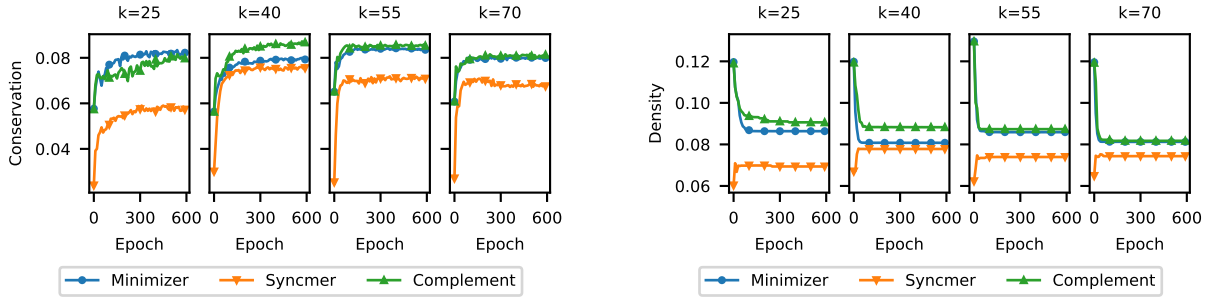 k=25 k=40 k=55 k=70
Conservation
0.08
0.06
0.04
0 300 600 0 300 600 0 300 600 0 300 600
Epoch Epoch Epoch Epoch
Minimizer Syncmer Complement
k=25 k=40 k=55 k=70
Density
0.12
0.10
0.08
0.06
0 300 600 0 300 600 0 300 600 0 300 600
Epoch Epoch Epoch Epoch
Minimizer Syncmer Complement